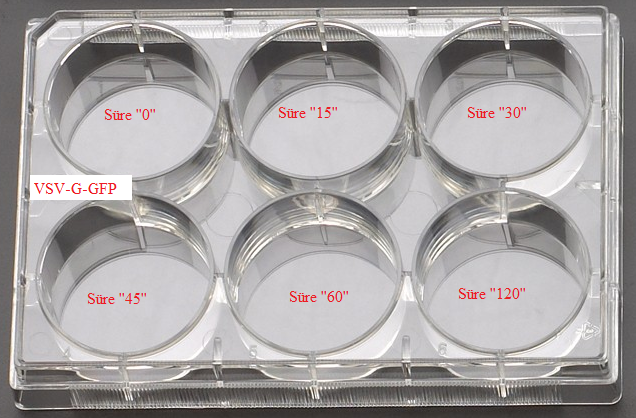 Süre "0"
Süre "15"
Süre "30"
VSV-G-GFP
Süre "45"
Süre "60"
Süre "120"